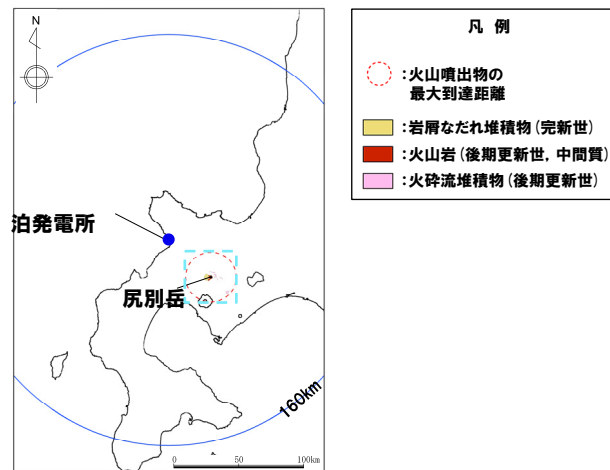 N
泊発電所
尻別岳
160km
0 50 100km
凡 例
:火山噴出物の
最大到達距離
:岩屑なだれ堆積物(完新世)
:火山岩(後期更新世,中間質)
:火砕流堆積物(後期更新世)